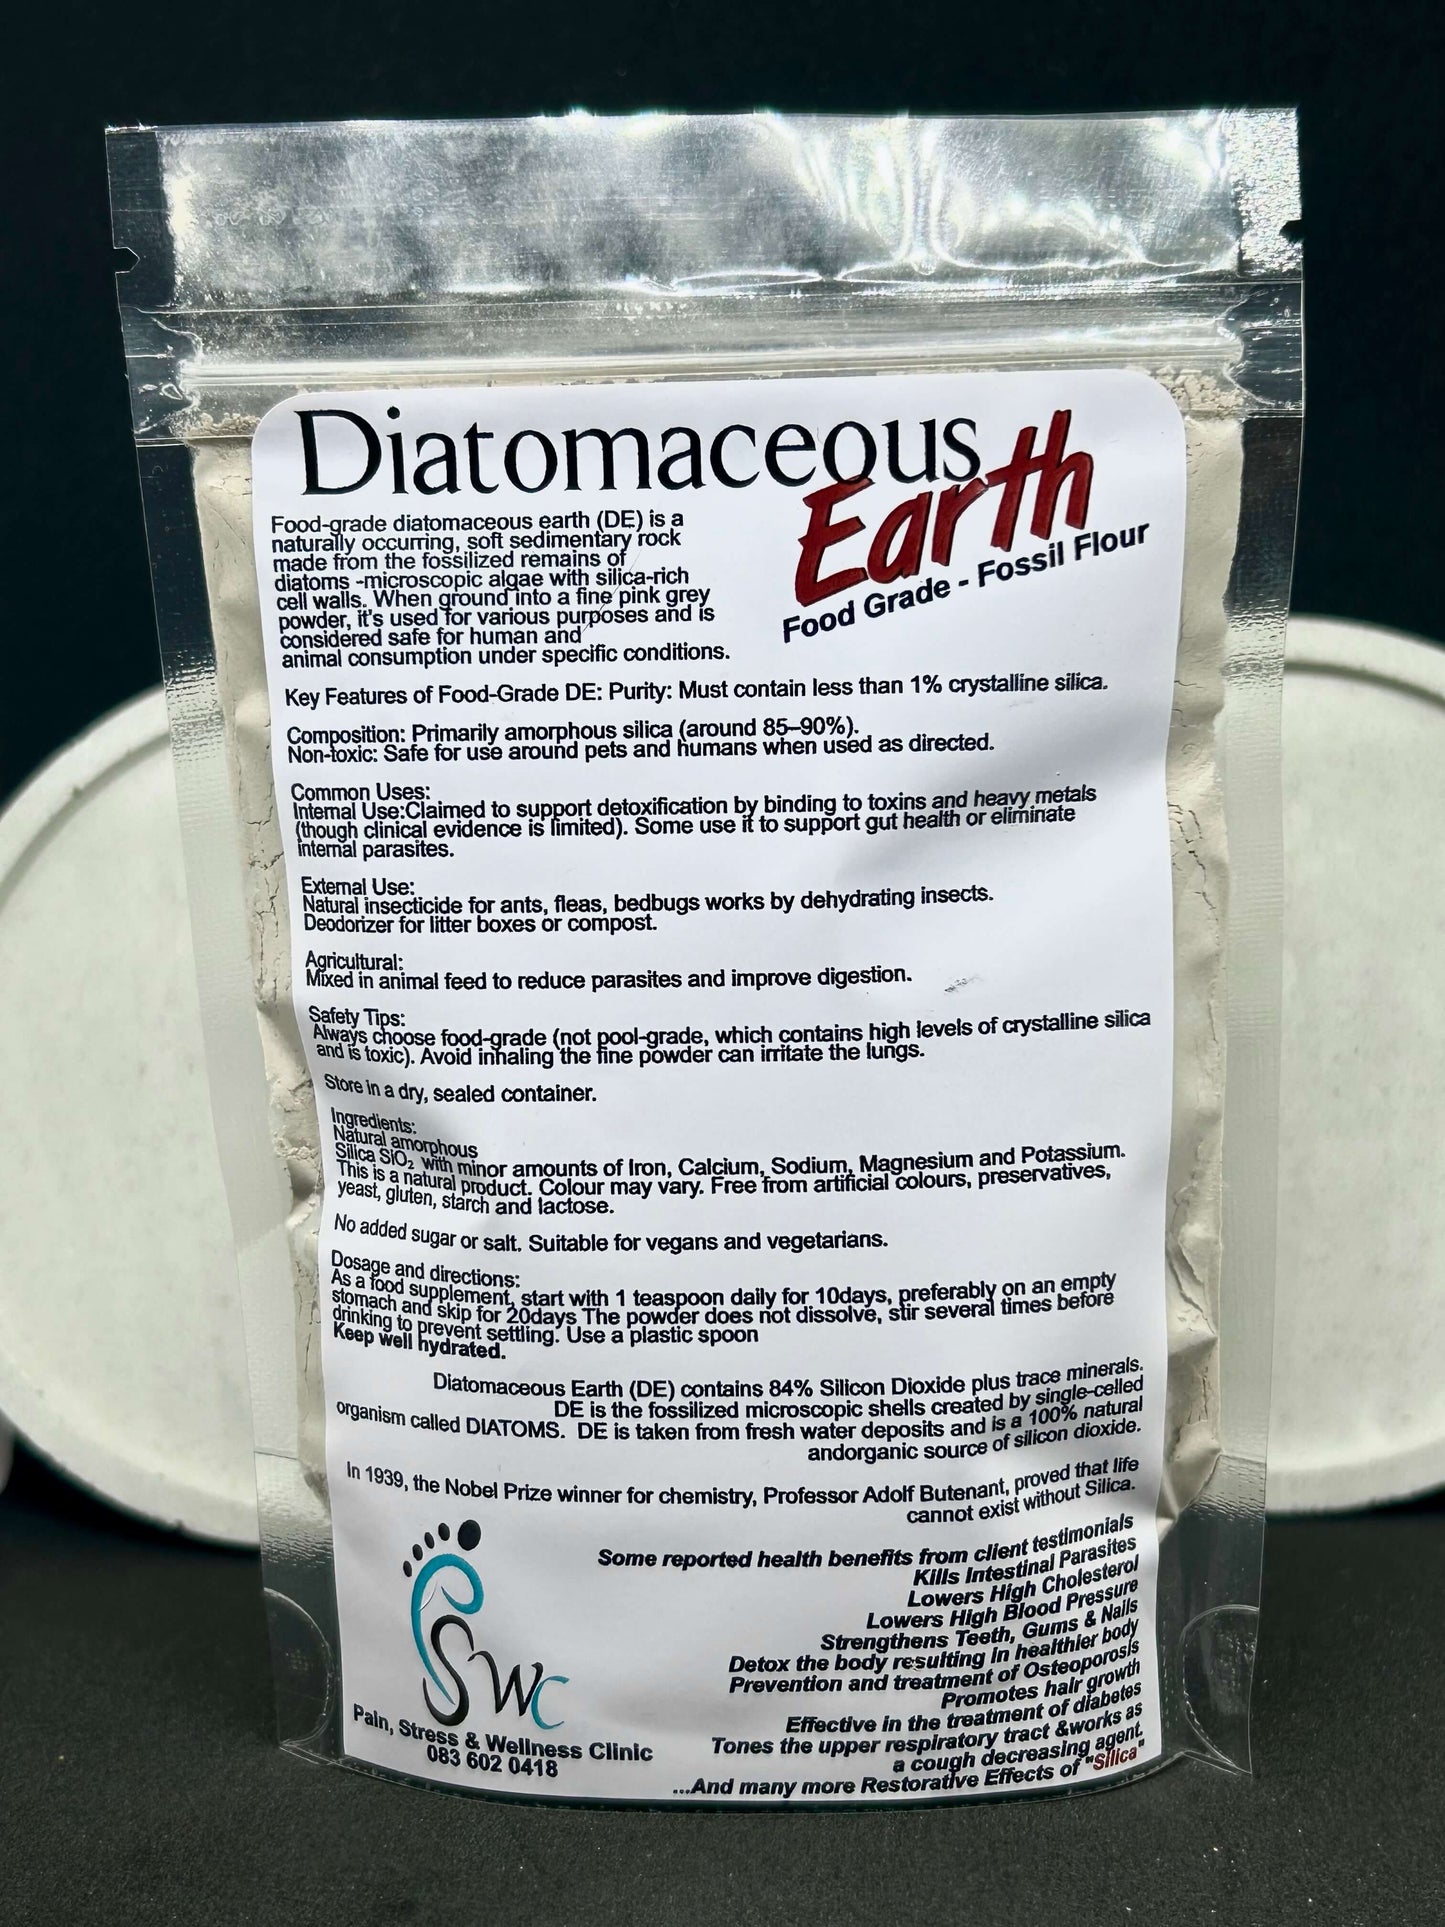 Diatomaceous
Earth
Food Grade - Fossil Flour
Food-grade diatomaceous earth (DE) is a
naturally occurring, soft sedimentary rock
made from the fossilized remains of
diatoms -microscopic algae with silica-rich
cell walls. When ground into a fine pink grey
powder, it's used for various purposes and is
considered safe for human and
animal consumption under specific conditions.
Key Features of Food-Grade DE: Purity: Must contain less than 1% crystalline silica.
Composition: Primarily amorphous silica (around 85–90%).
Non-toxic: Safe for use around pets and humans when used as directed.
Common Uses:
Internal Use:Claimed to support detoxification by binding to toxins and heavy metals
(though clinical evidence is limited). Some use it to support gut health or eliminate
internal parasites.
External Use:
Natural insecticide for ants, fleas, bedbugs works by dehydrating insects.
Deodorizer for litter boxes or compost.
Agricultural:
Mixed in animal feed to reduce parasites and improve digestion.
Safety Tips:
Always choose food-grade (not pool-grade, which contains high levels of crystalline silica
and is toxic). Avoid inhaling the fine powder can irritate the lungs.
Store in a dry, sealed container.
Ingredients:
Natural amorphous
Silica SiO₂ with minor amounts of Iron, Calcium, Sodium, Magnesium and Potassium.
This is a natural product. Colour may vary. Free from artificial colours, preservatives,
yeast, gluten, starch and lactose.
No added sugar or salt. Suitable for vegans and vegetarians.
Dosage and directions:
As a food supplement, start with 1 teaspoon daily for 10days, preferably on an empty
stomach and skip for 20days The powder does not dissolve, stir several times before
drinking to prevent settling. Use a plastic spoon
Keep well hydrated.
Diatomaceous Earth (DE) contains 84% Silicon Dioxide plus trace minerals.
DE is the fossilized microscopic shells created by single-celled
organism called DIATOMS. DE is taken from fresh water deposits and is a 100% natural
andorganic source of silicon dioxide.
In 1939, the Nobel Prize winner for chemistry, Professor Adolf Butenant, proved that life
cannot exist without Silica.
Some reported health benefits from client testimonials
Kills Intestinal Parasites
Lowers High Cholesterol
Lowers High Blood Pressure
Strengthens Teeth, Gums & Nails
Detox the body resulting in healthier body
Prevention and treatment of Osteoporosis
Promotes hair growth
Effective in the treatment of diabetes
Tones the upper respiratory tract &works as
a cough decreasing agent.
...And many more Restorative Effects of "Silica"
PSWC
Pain, Stress & Wellness Clinic
083 602 0418